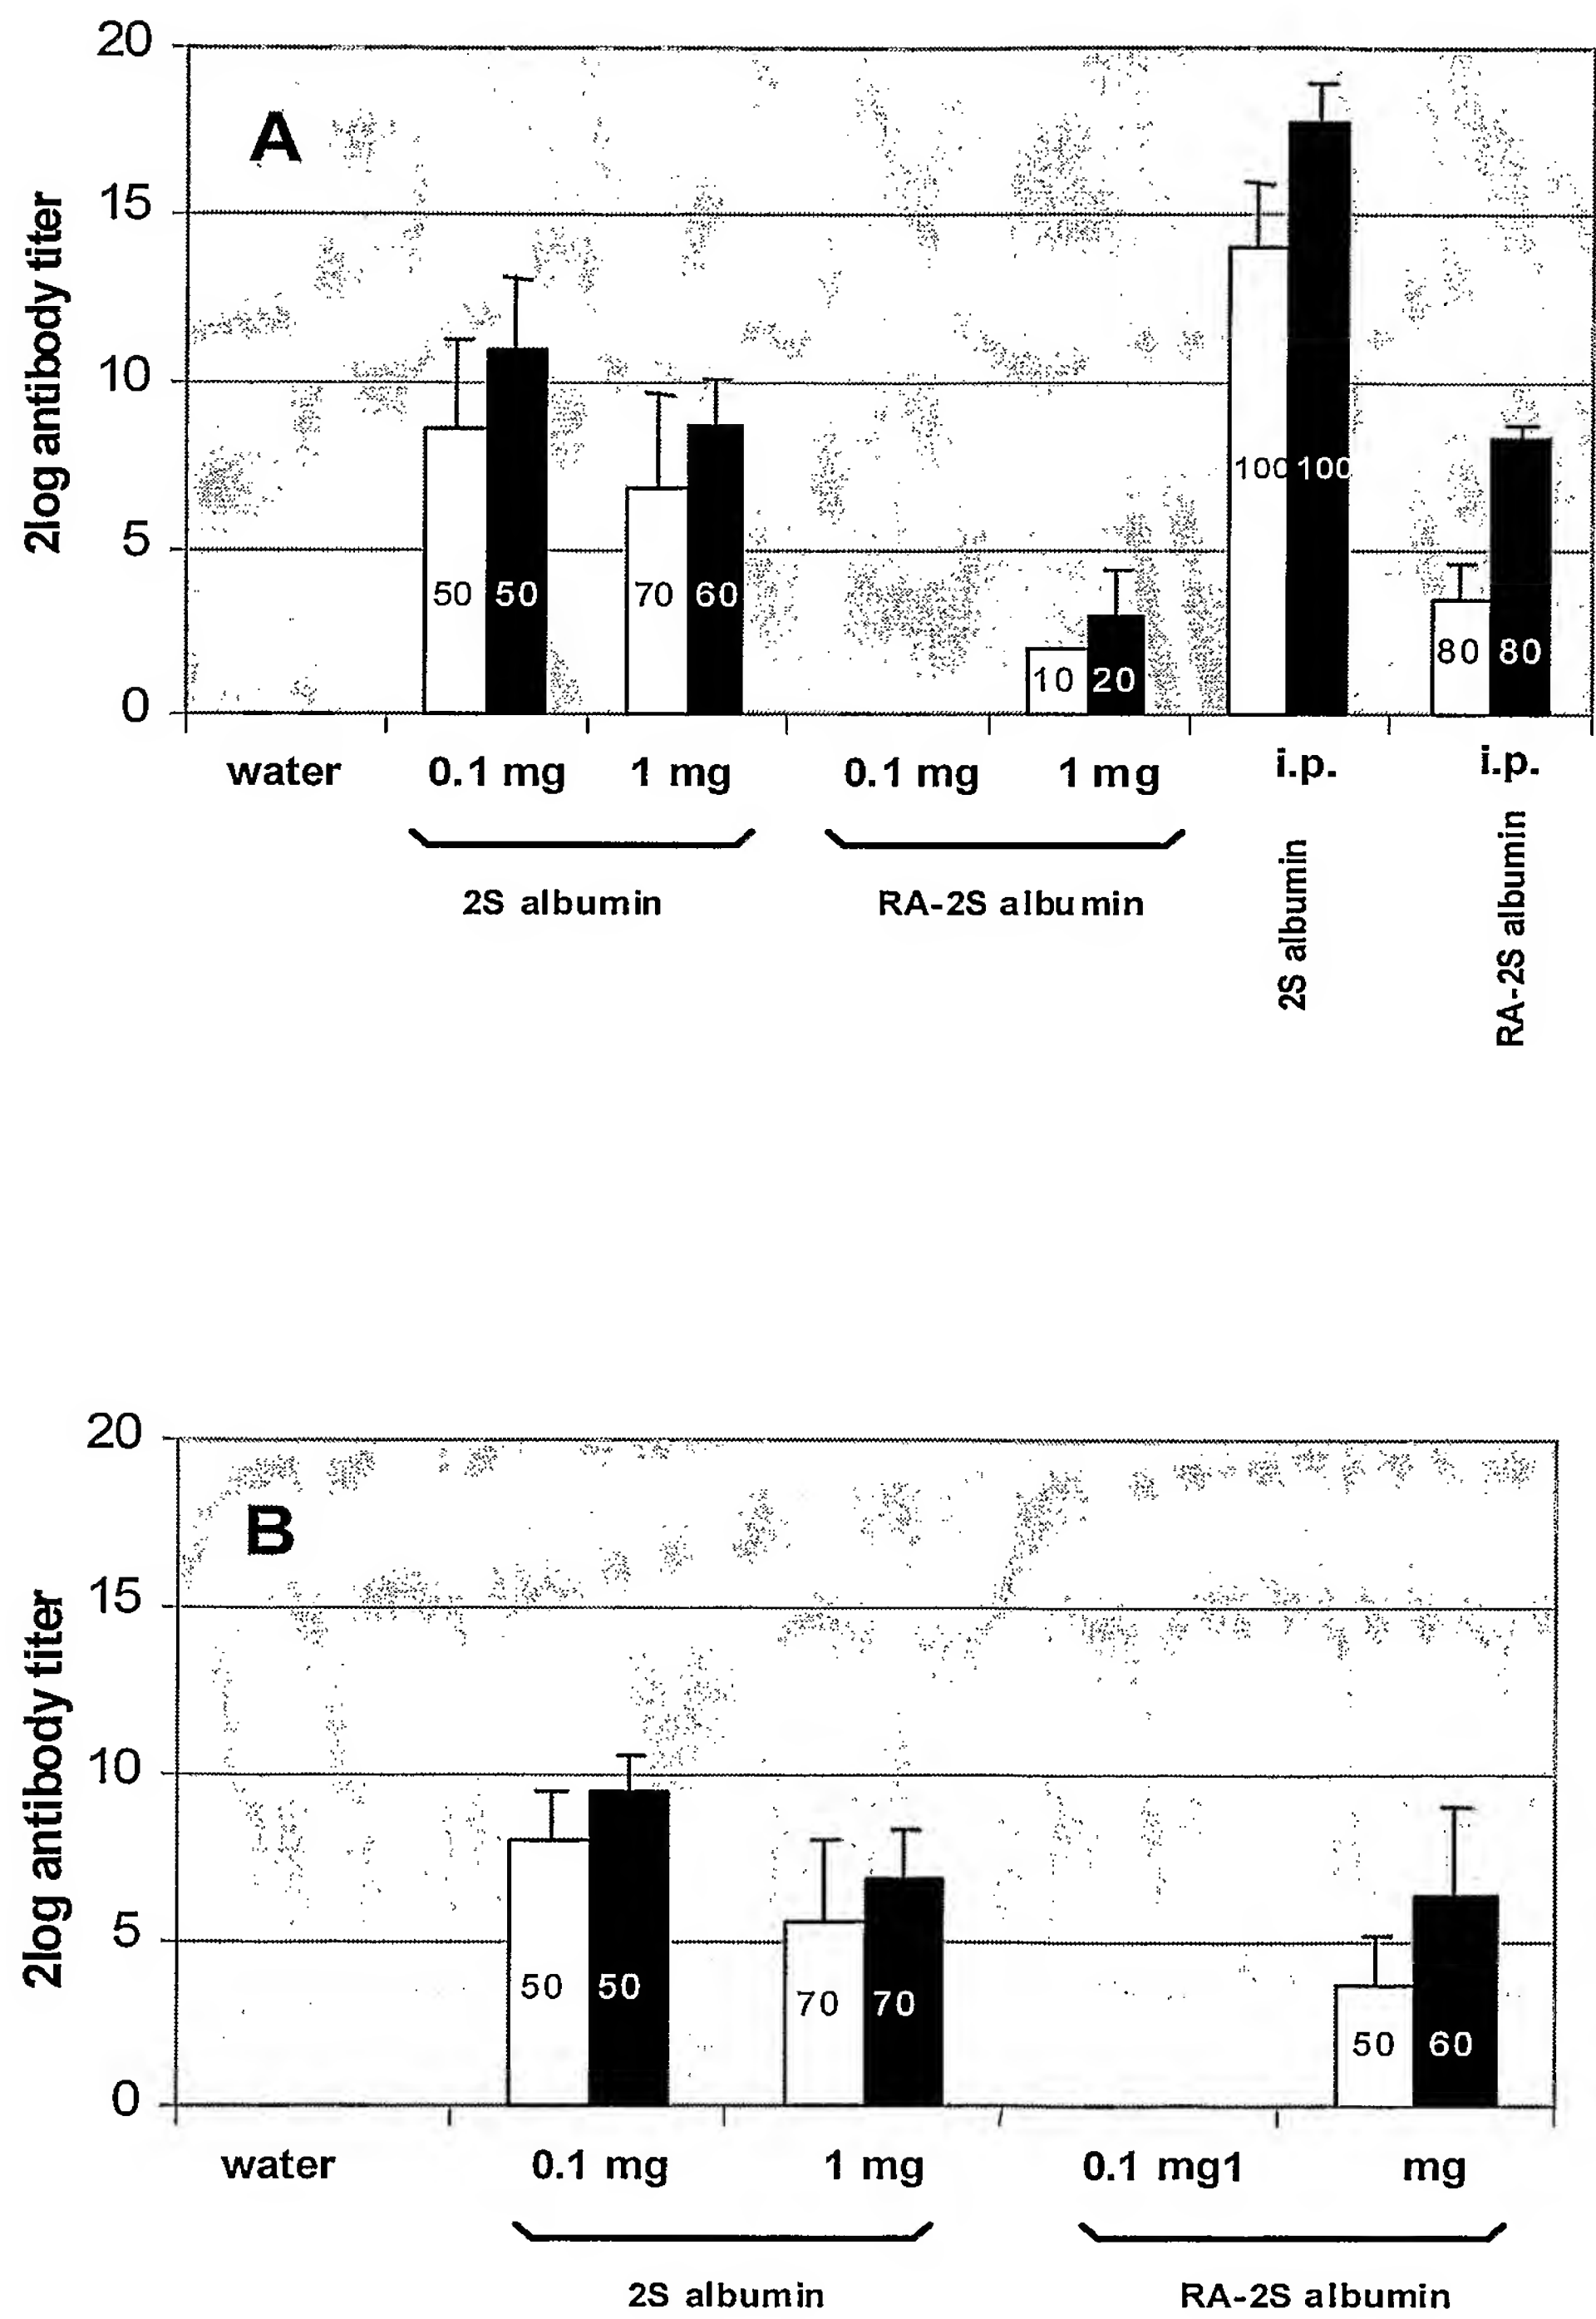 20
A
15
10
5
0
2log antibody titer
50 50
70 60
10 20
100 100
80 80
water 0.1 mg 1 mg 0.1 mg 1 mg i.p. i.p.
2S albumin RA-2S albumin
2S albumin
RA-2S albumin
20
B
15
10
5
0
2log antibody titer
50 50
70 70
50 60
water 0.1 mg 1 mg 0.1 mg1 mg
2S albumin RA-2S albumin